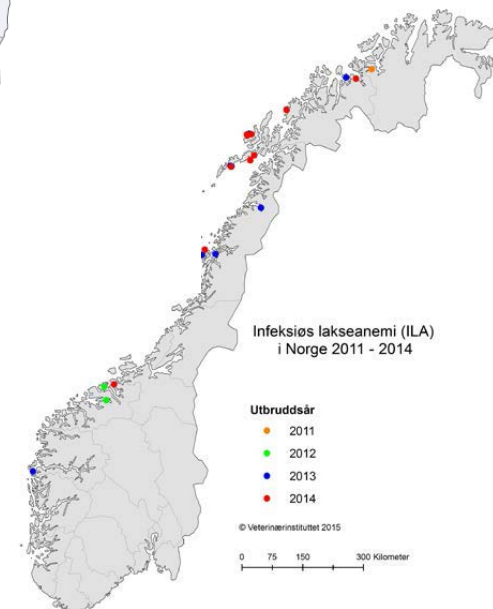 Infeksiøs lakseanemi (ILA)
i Norge 2011 - 2014
Utbruddsår
2011
2012
2013
2014
© Veterinærinstituttet 2015
0 75 150 300 Kilometer